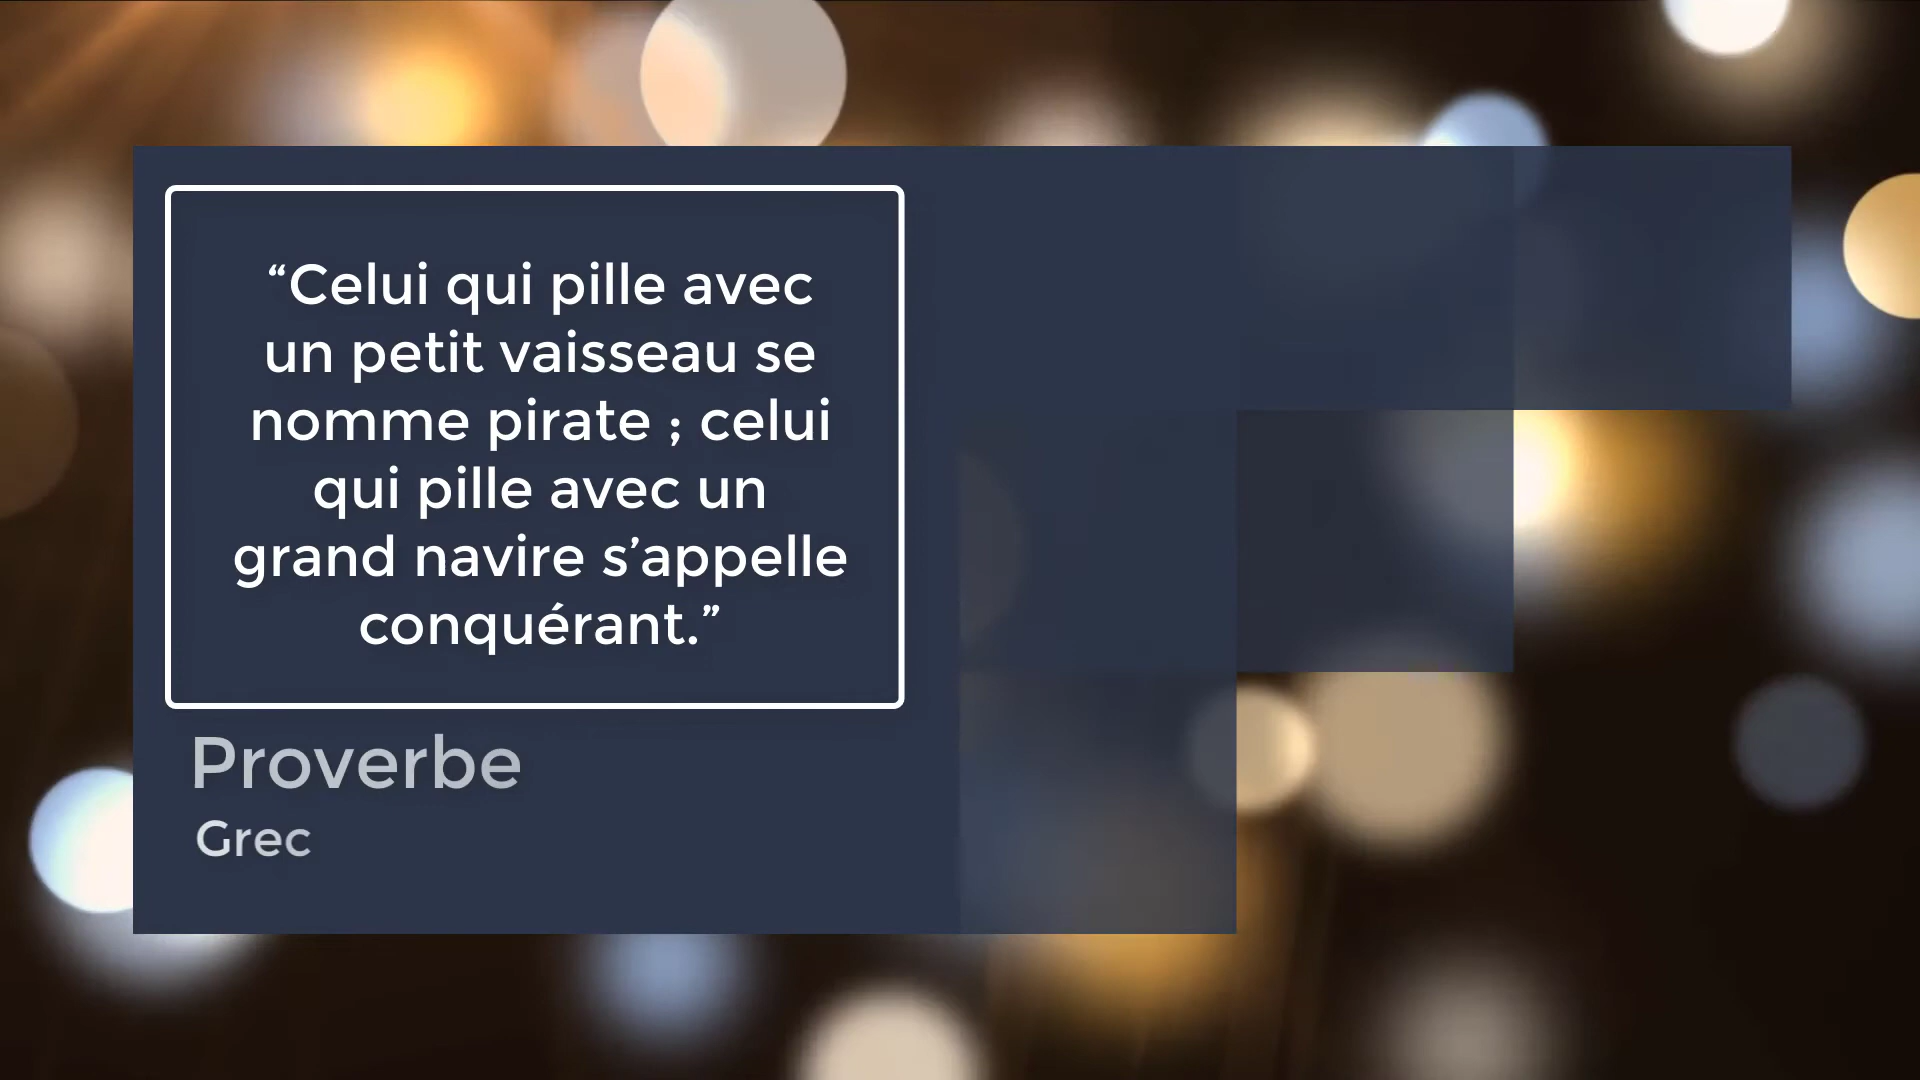 “Celui qui pille avec
un petit vaisseau se
nomme pirate ; celui
qui pille avec un
grand navire s’appelle
conquérant.”
Proverbe
Grec